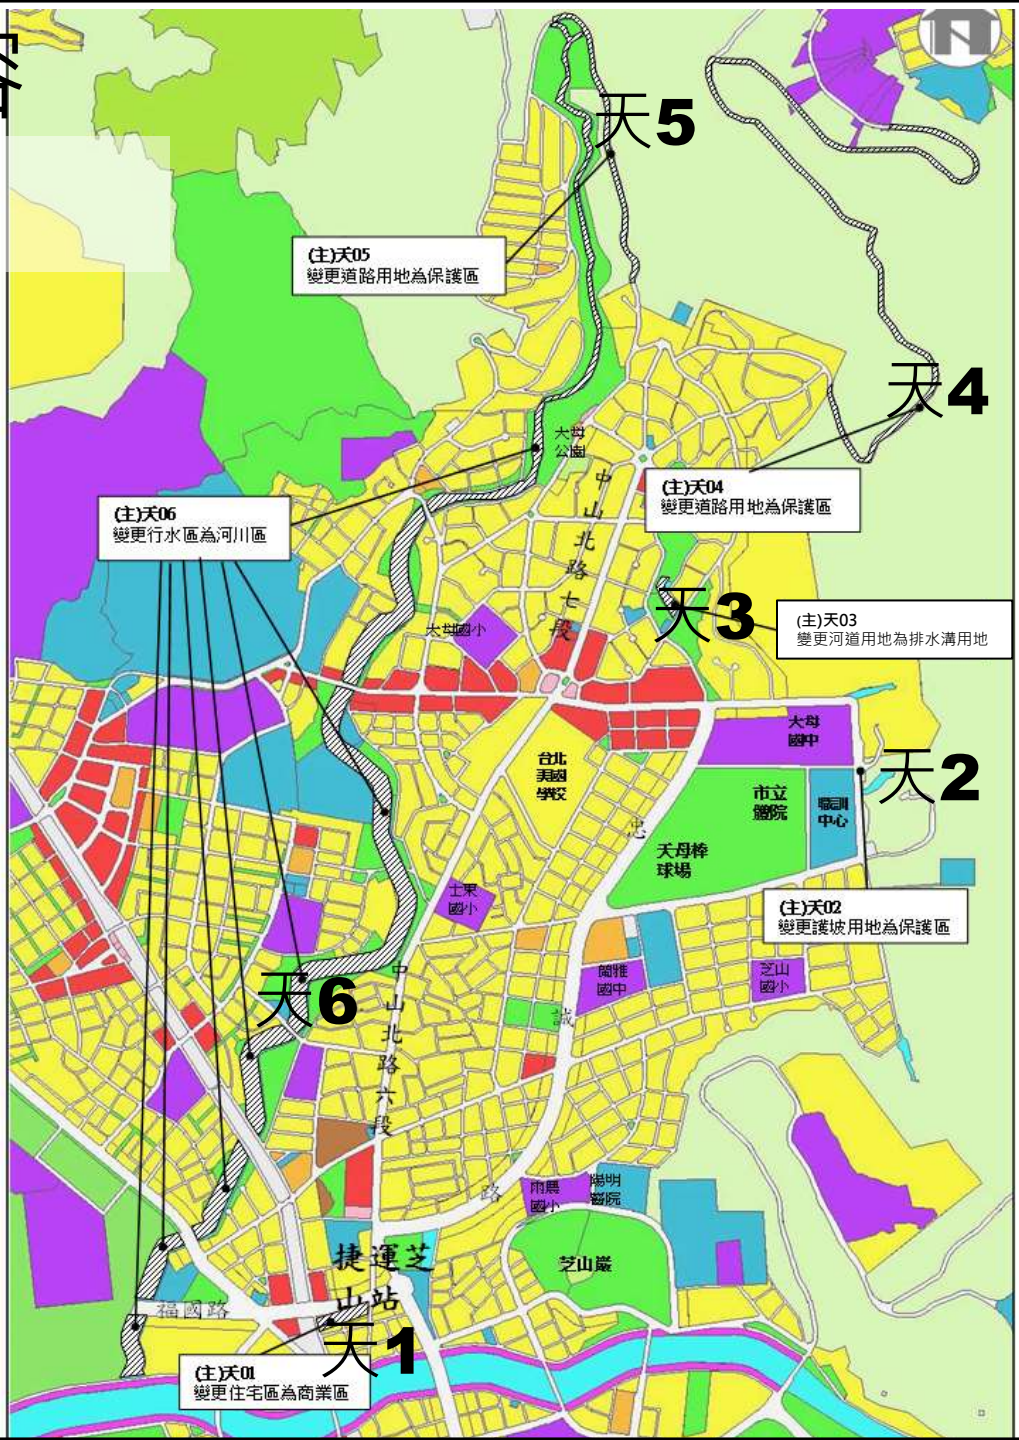 容
N
天5
(主)天05
變更道路用地為保護區
天4
天母
公園
中山北路七段
(主)天04
變更道路用地為保護區
(主)天06
變更行水區為河川區
天3
(主)天03
變更河道用地為排水溝用地
天母國小
天母
國中
台北
美國
學校
天2
市立
體院
職訓
中心
忠
天母棒
球場
士東
國小
(主)天02
變更護坡用地為保護區
蘭雅
國中
芝山
國小
天6
中山北路六段
誠
路
雨農
國小
陽明
醫院
捷運芝
山站
芝山巖
福國路
天1
(主)天01
變更住宅區為商業區